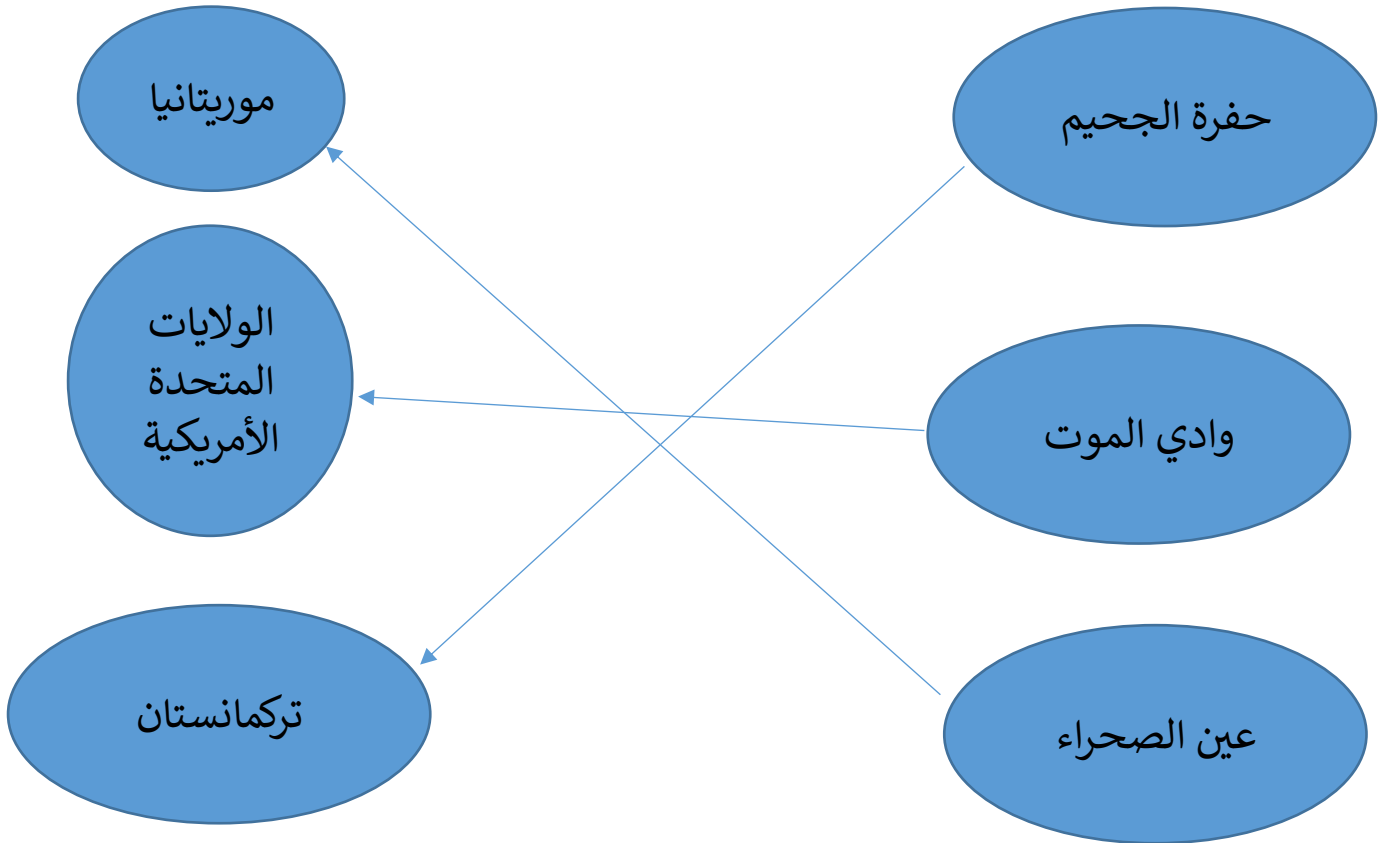 حفرة الجحيم
موريتانيا
وادي الموت
الولايات
المتحدة
الأمريكية
عين الصحراء
تركمانستان